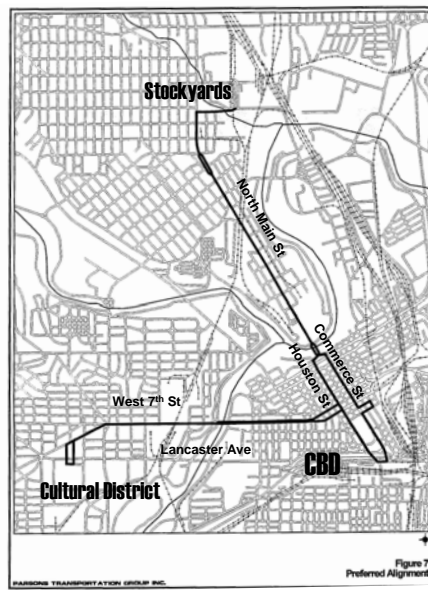 Stockyards
North Main St
Commerce St
Houston St
West 7th St
Lancaster Ave
CBD
Cultural District
Figure 7
Preferred Alignment
PARSONS TRANSPORTATION GROUP INC.